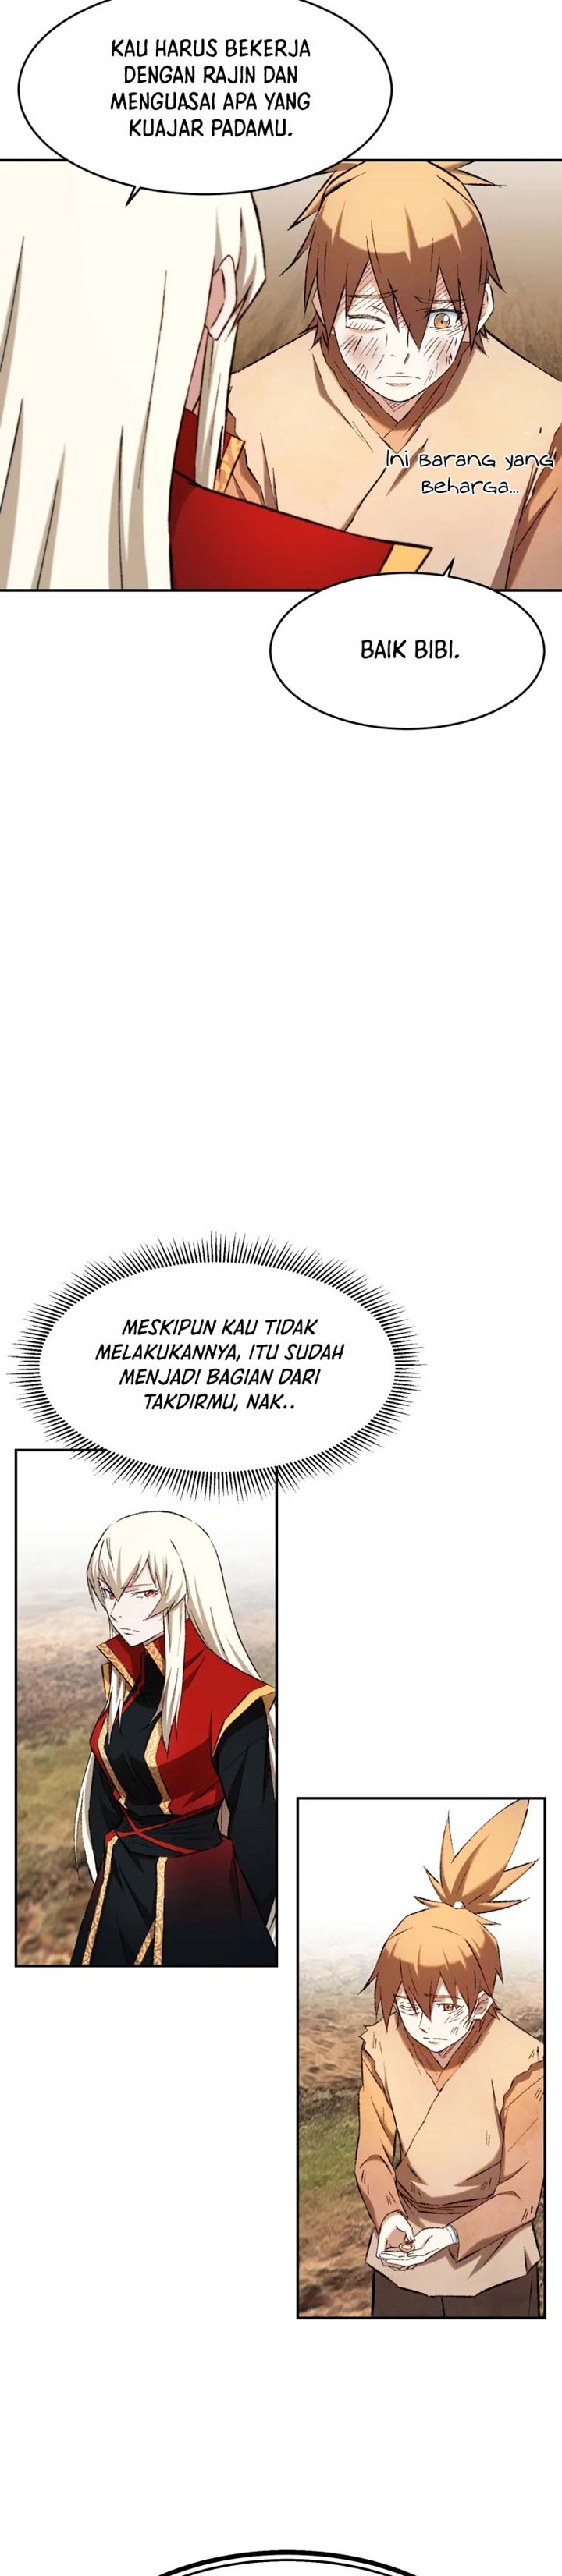 KAU HARUS BEKERJA
DENGAN RAJIN DAN
MENGUASAI APA YANG
KUAJAR PADAMU.
Ini Barang yang
Beharga...
BAIK BIBI.
MESKIPUN KAU TIDAK
MELAKUKANNYA, ITU SUDAH
MENJADI BAGIAN DARI
TAKDIRMU, NAK..